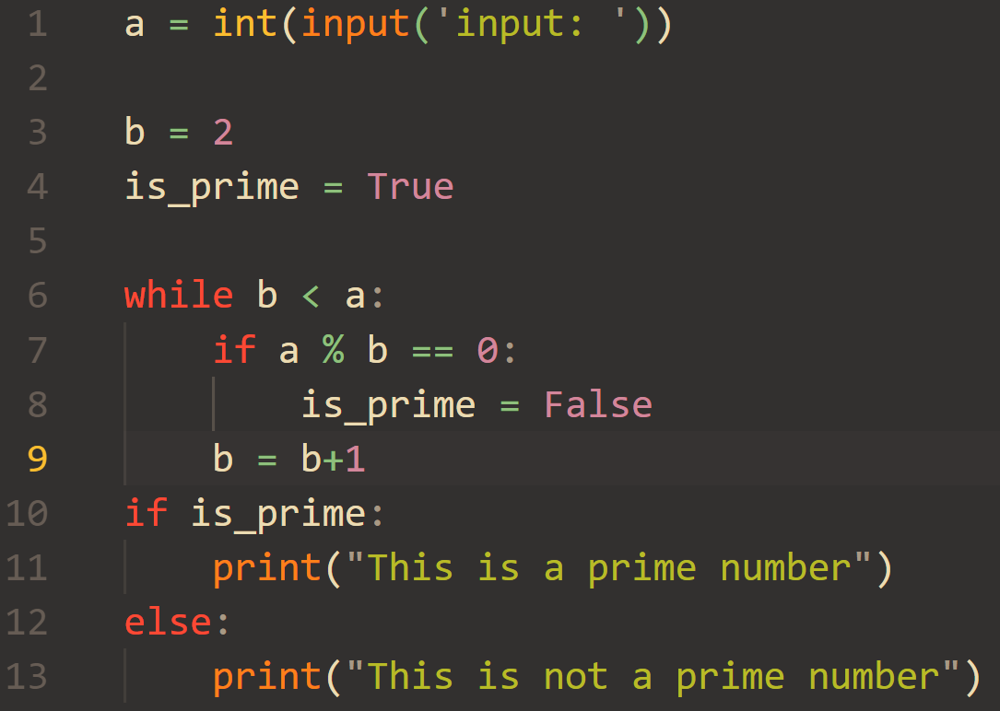 1 a = int(input('input: '))
2
3 b = 2
4 is_prime = True
5
6 while b < a:
7     if a % b == 0:
8         is_prime = False
9     b = b+1
10 if is_prime:
11     print("This is a prime number")
12 else:
13     print("This is not a prime number")